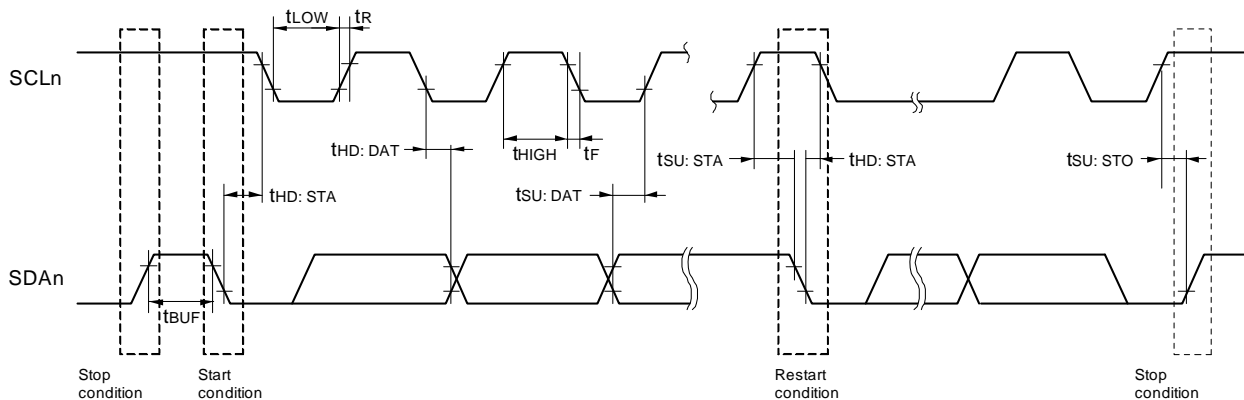 tLOW tR
SCLn
tHD: DAT tHIGH tF tSU: STA tHD: STA tSU: STO
tHD: STA tSU: DAT
SDAn
tBUF
Stop condition
Start condition
Restart condition
Stop condition